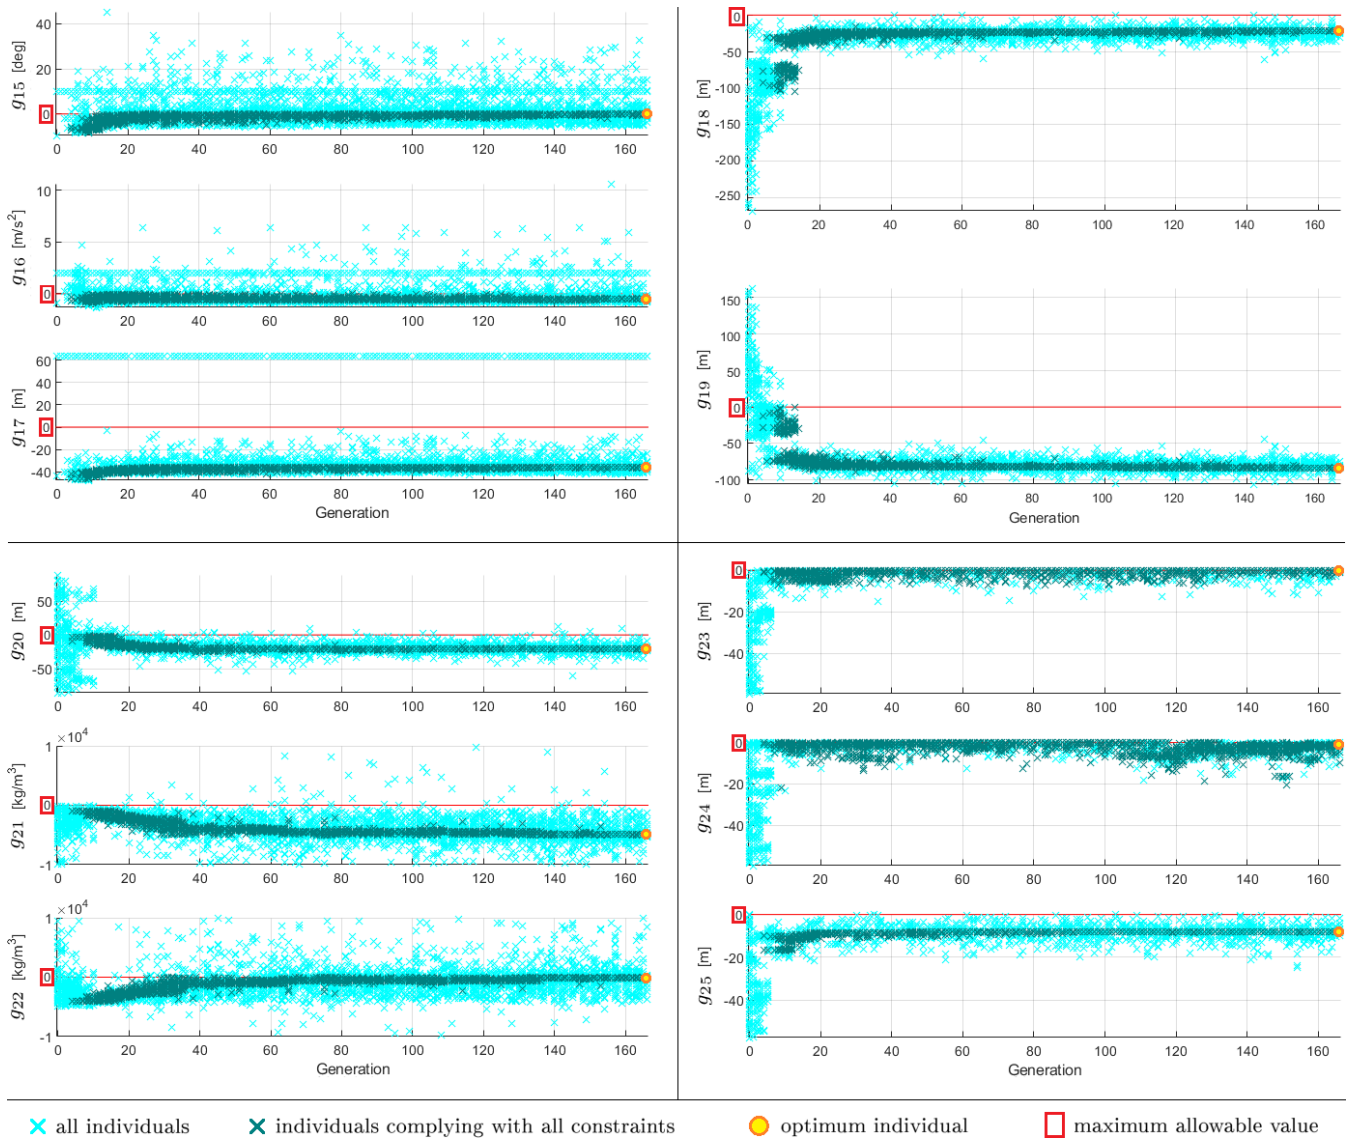 40
20
0
g15 [deg]
0 20 40 60 80 100 120 140 160
10
5
0
g16 [m/s²]
0 20 40 60 80 100 120 140 160
60
40
20
0
-20
-40
g17 [m]
0 20 40 60 80 100 120 140 160
Generation
0
-50
-100
-150
-200
-250
g18 [m]
20 40 60 80 100 120 140 160
150
100
50
0
-50
-100
g19 [m]
20 40 60 80 100 120 140 160
Generation
50
0
-50
g20 [m]
0 20 40 60 80 100 120 140 160
×10⁴
1
0
-1
g21 [kg/m³]
0 20 40 60 80 100 120 140 160
×10⁴
1
0
-1
g22 [kg/m³]
0 20 40 60 80 100 120 140 160
Generation
0
-20
-40
g23 [m]
0 20 40 60 80 100 120 140 160
0
-20
-40
g24 [m]
0 20 40 60 80 100 120 140 160
0
-20
-40
g25 [m]
0 20 40 60 80 100 120 140 160
Generation
all individuals individuals complying with all constraints optimum individual maximum allowable value